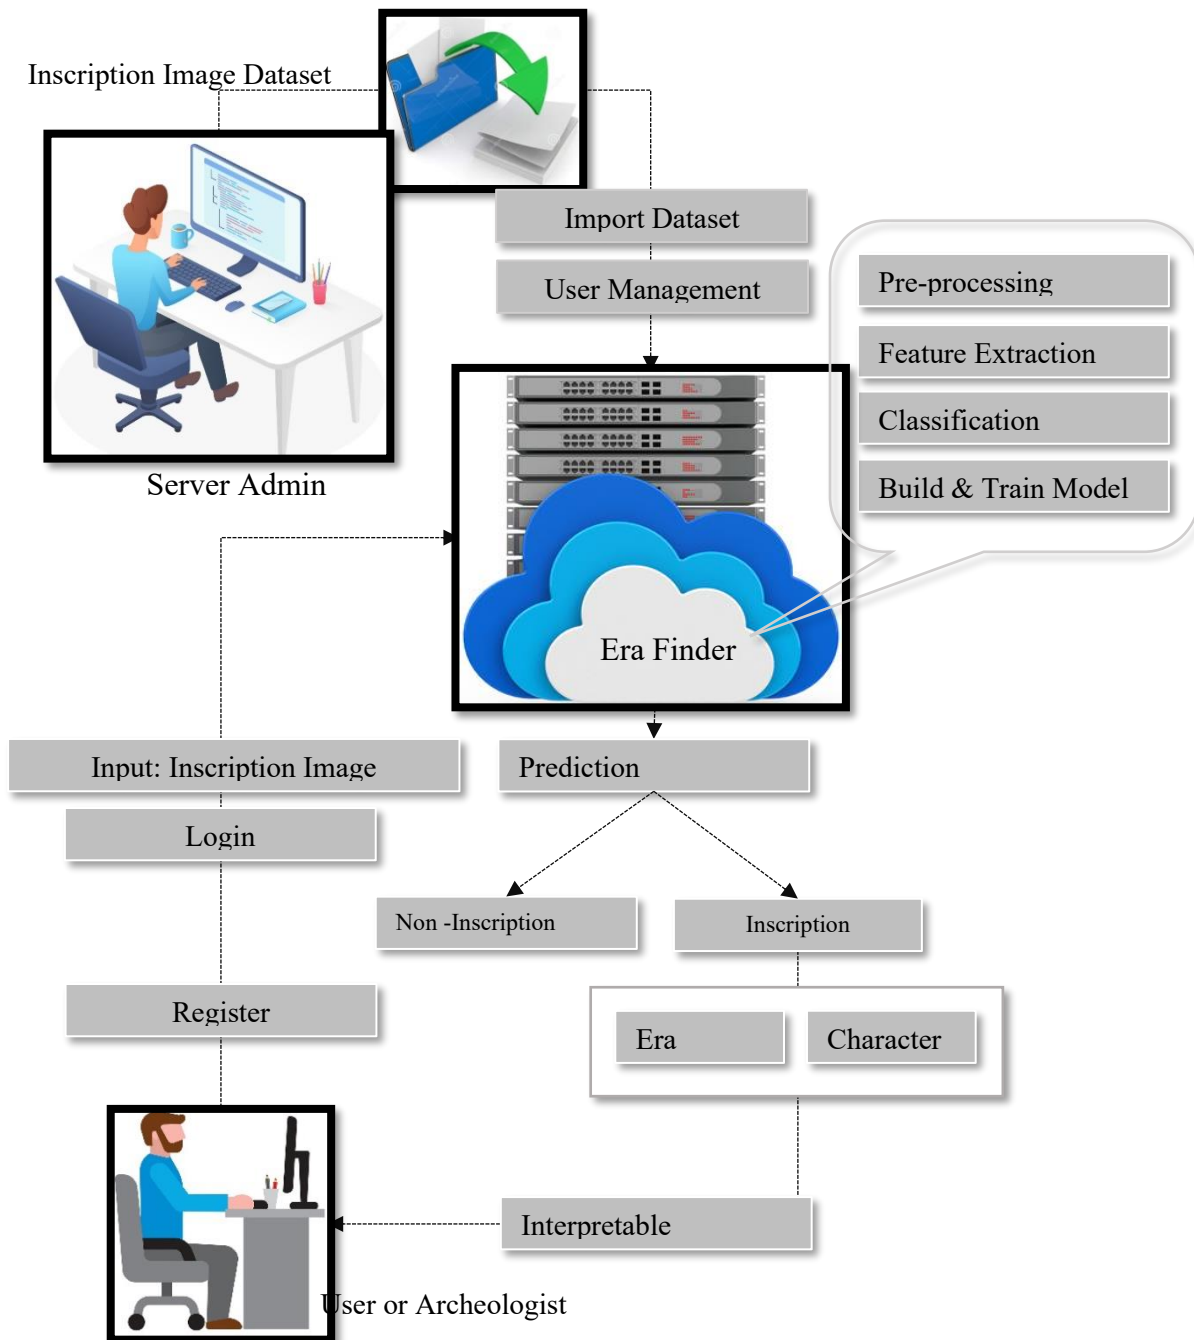 Inscription Image Dataset
Import Dataset
User Management
Server Admin
Pre-processing
Feature Extraction
Classification
Build & Train Model
Era Finder
Input: Inscription Image
Login
Register
Prediction
Non -Inscription
Inscription
Era
Character
Interpretable
User or Archeologist